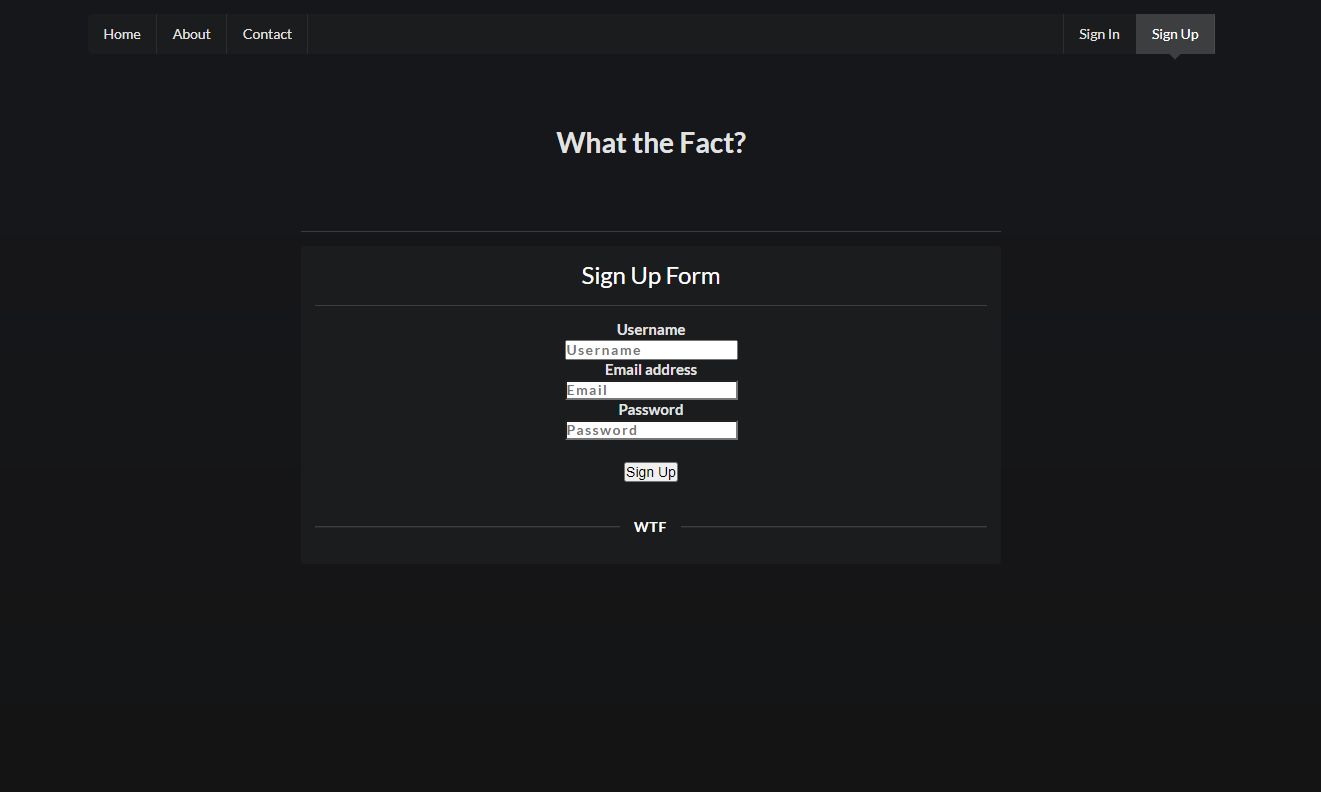 Home About Contact Sign In Sign Up
What the Fact?
Sign Up Form
Username
Username
Email address
Email
Password
Password
Sign Up
WTF